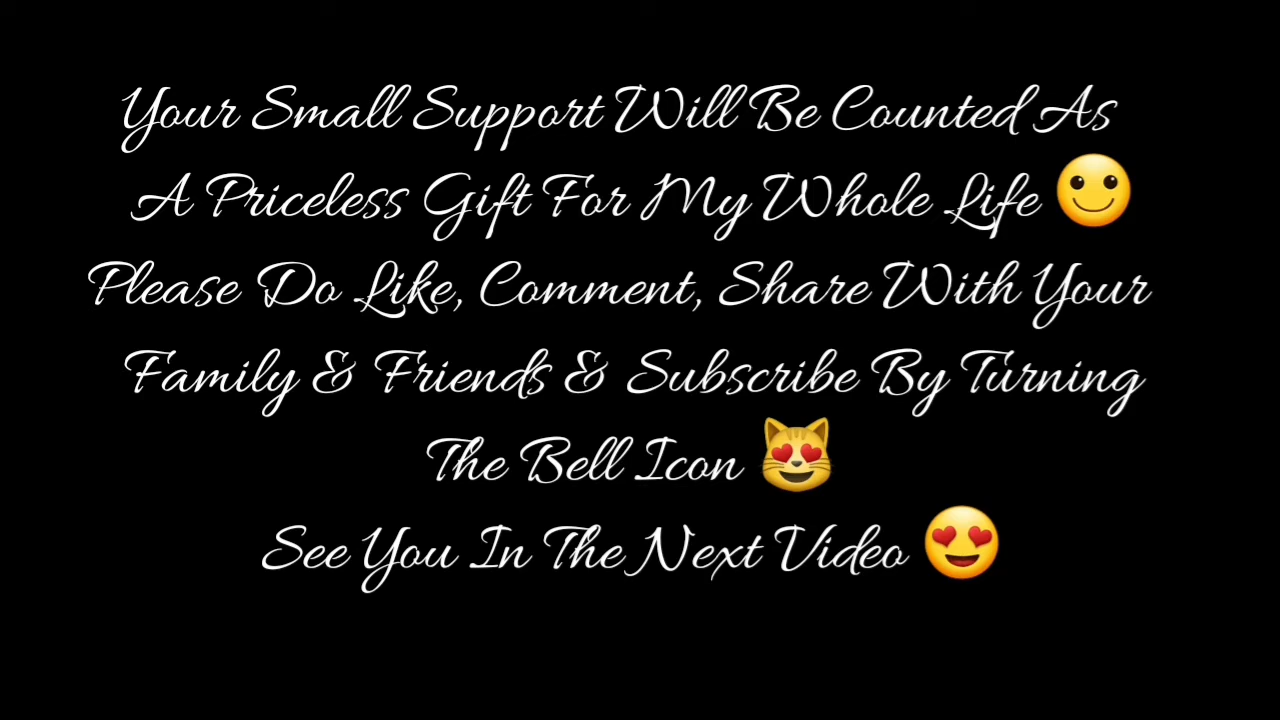 Your Small Support Will Be Counted As
A Priceless Gift For My Whole Life 🙂
Please Do Like, Comment, Share With Your
Family & Friends & Subscribe By Turning
The Bell Icon 😻
See You In The Next Video 😍